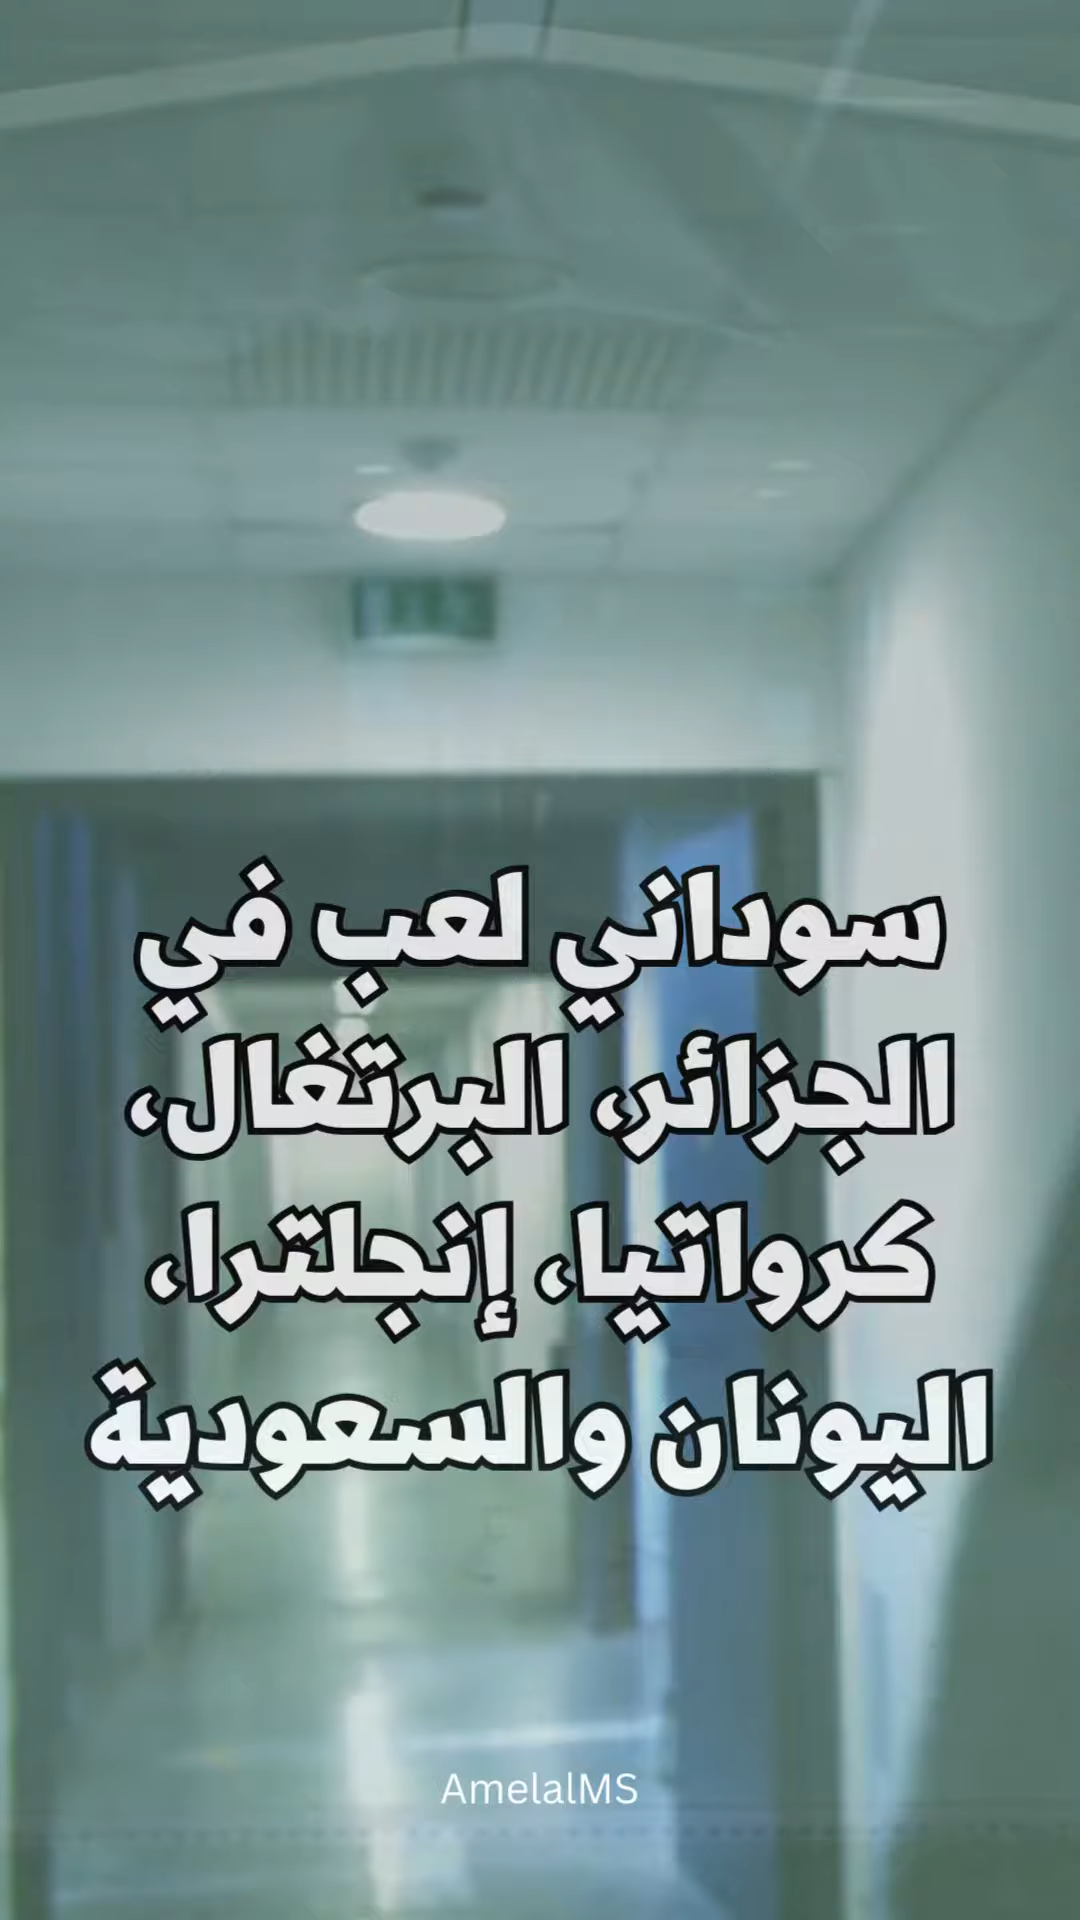 سوداني لعب في
الجزائر، البرتغال،
كرواتيا، إنجلترا،
اليونان والسعودية
AmelalMS